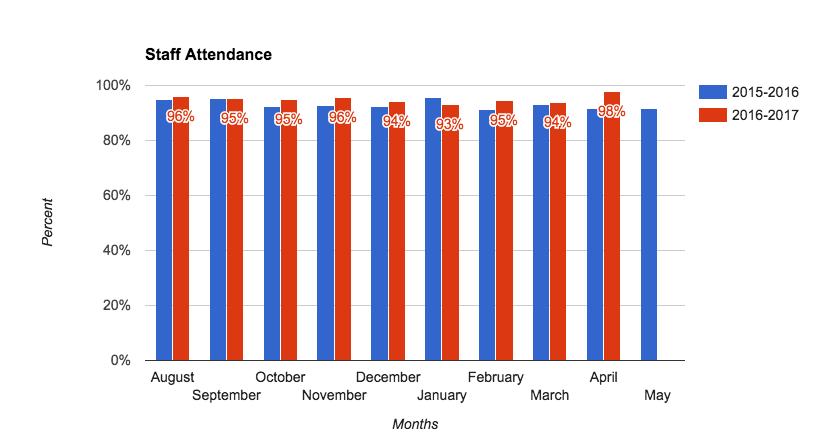 Staff Attendance
100%
80%
60%
40%
20%
0%
Percent
96%
95%
95%
96%
94%
93%
95%
94%
98%
2015-2016
2016-2017
August
September
October
November
December
January
February
March
April
May
Months